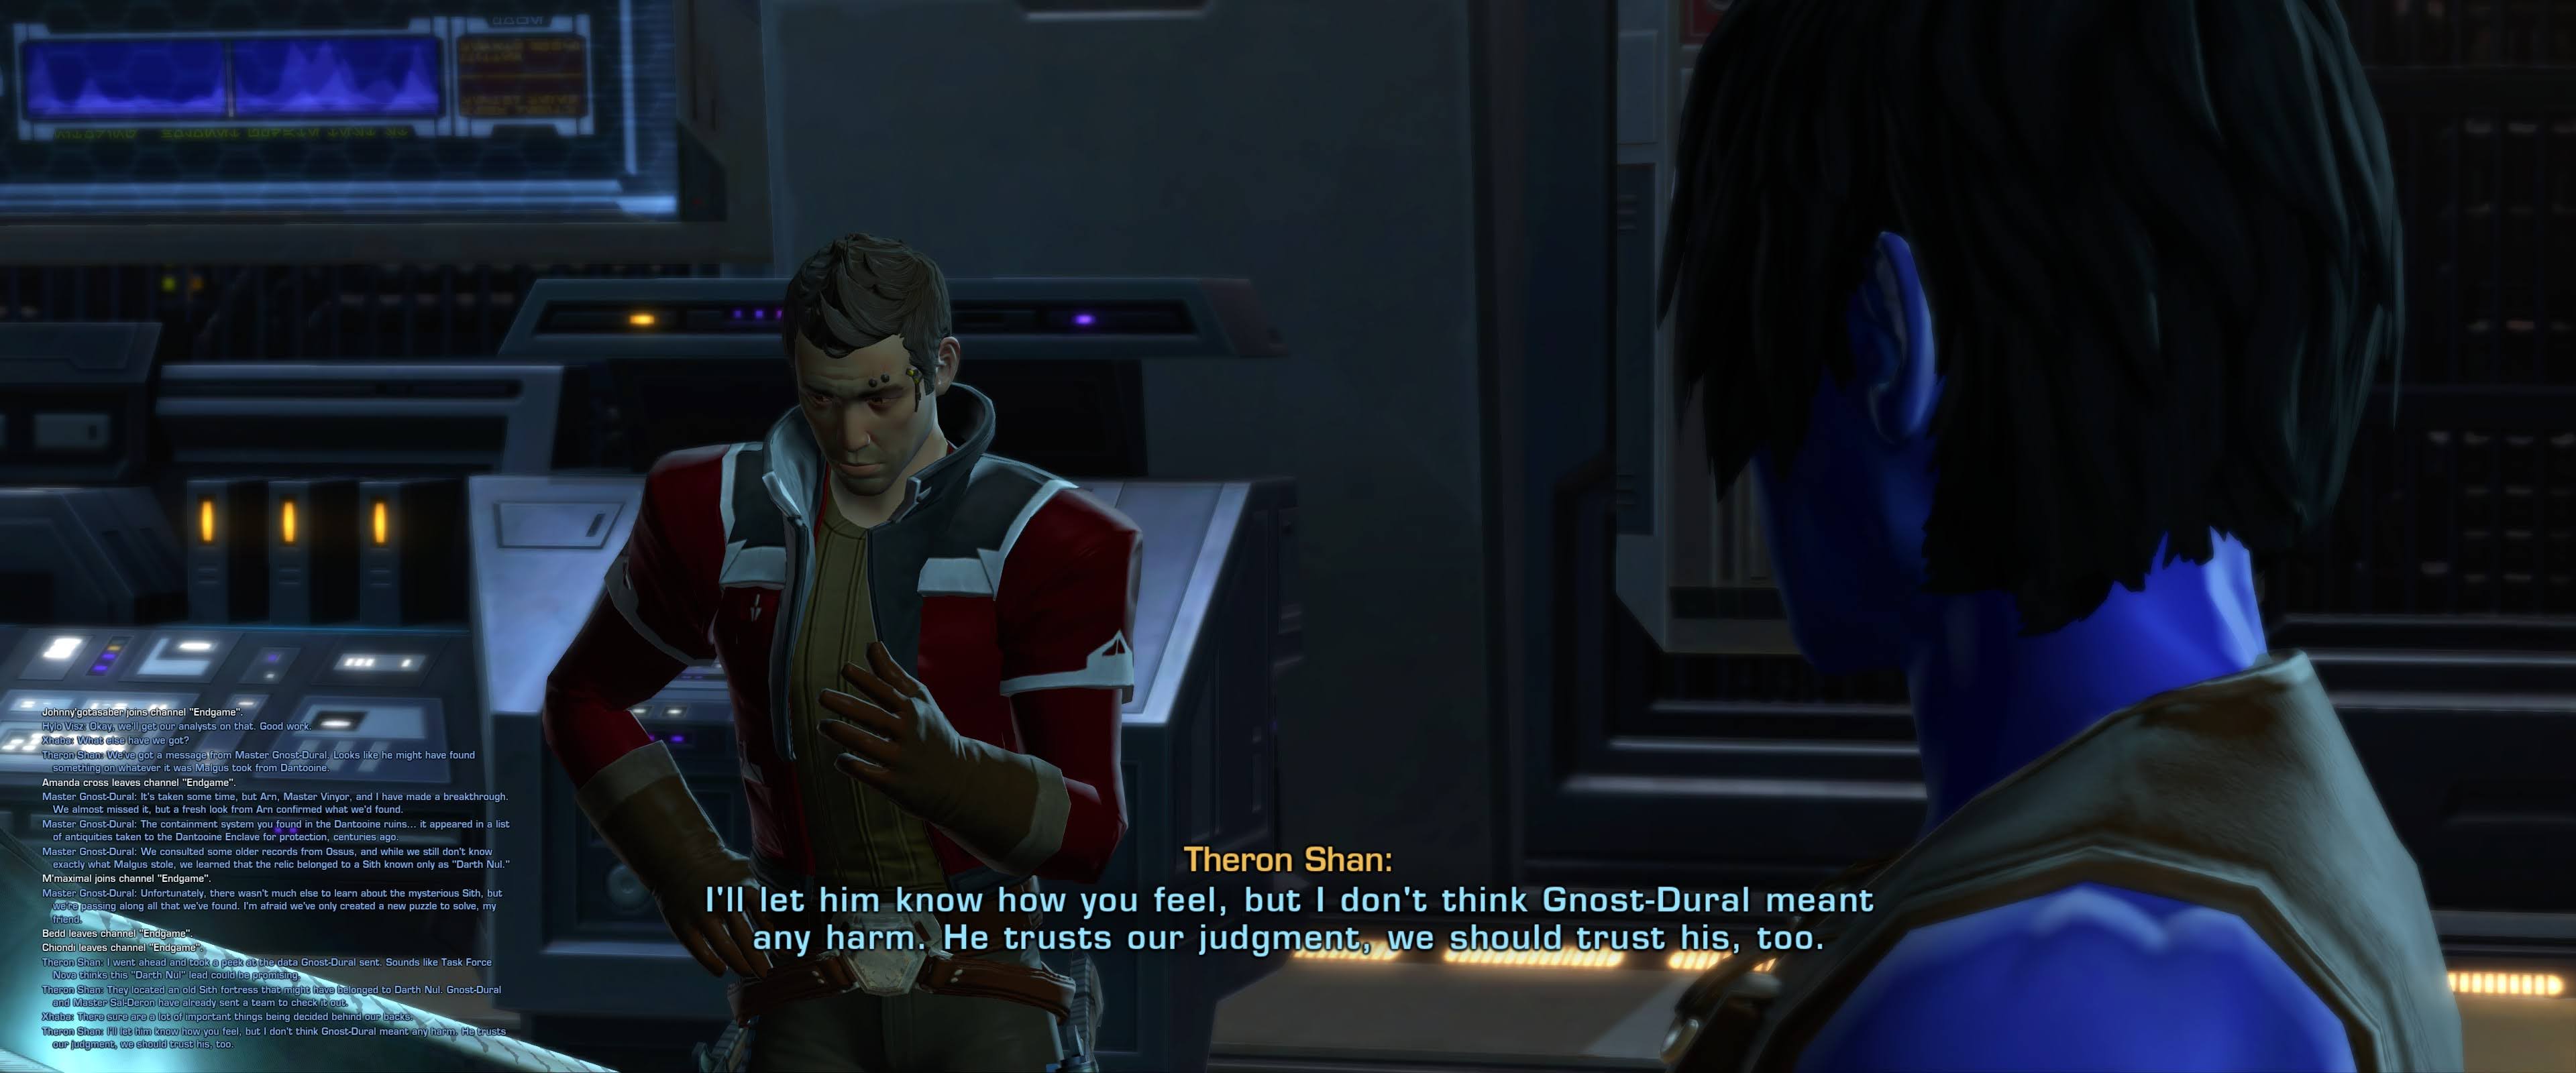 Johnny'gotasaber joins channel "Endgame".
Hylo Visz: Okay, we'll get our analysts on that. Good work.
Xhaba: What else have we got?
Theron Shan: We've got a message from Master Gnost-Dural. Looks like he might have found
something on whatever it was Malgus took from Dantooine.
Amanda cross leaves channel "Endgame".
Master Gnost-Dural: It's taken some time, but Arn, Master Vinyor, and I have made a breakthrough.
We almost missed it, but a fresh look from Arn confirmed what we'd found.
Master Gnost-Dural: The containment system you found in the Dantooine ruins... it appeared in a list
of antiquities taken to the Dantooine Enclave for protection, centuries ago.
Master Gnost-Dural: We consulted some older records from Ossus, and while we still don't know
exactly what Malgus stole, we learned that the relic belonged to a Sith known only as "Darth Nul."
M'maximal joins channel "Endgame".
Master Gnost-Dural: Unfortunately, there wasn't much else to learn about the mysterious Sith, but
we're passing along all that we've found. I'm afraid we've only created a new puzzle to solve, my
friend.
Bedd leaves channel "Endgame".
Chiondi leaves channel "Endgame".
Theron Shan: I went ahead and took a peek at the data Gnost-Dural sent. Sounds like Task Force
Nova thinks this "Darth Nul" lead could be promising.
Theron Shan: They located an old Sith fortress that might have belonged to Darth Nul. Gnost-Dural
and Master Sal-Deron have already sent a team to check it out.
Xhaba: There sure are a lot of important things being decided behind our backs.
Theron Shan: I'll let him know how you feel, but I don't think Gnost-Dural meant any harm. He trusts
our judgment, we should trust his, too.
Theron Shan:
I'll let him know how you feel, but I don't think Gnost-Dural meant
any harm. He trusts our judgment, we should trust his, too.